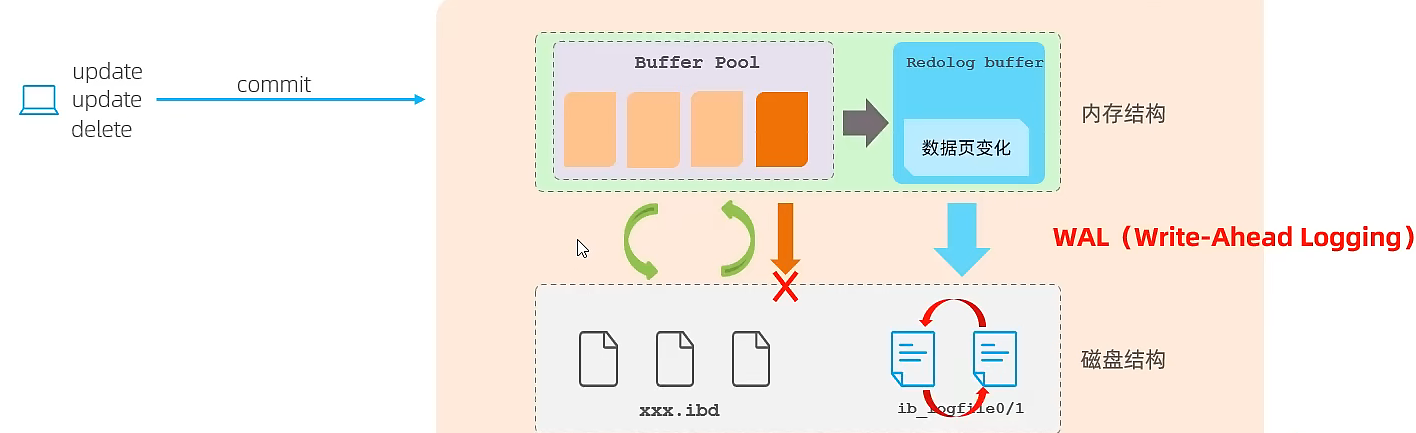 update
update
delete
commit
Buffer Pool
Redolog buffer
数据页变化
内存结构
WAL（Write-Ahead Logging）
xxx.ibd
ib_logfile0/1
磁盘结构